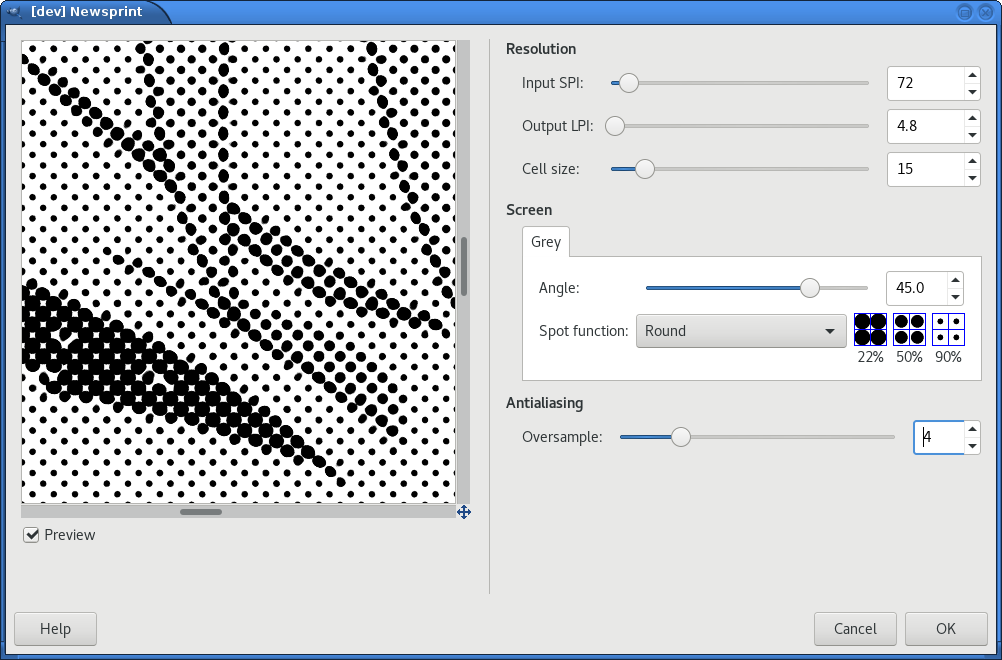 [dev] Newsprint
Resolution
Input SPI: 72
Output LPI: 4.8
Cell size: 15
Screen
Grey
Angle: 45.0
Spot function: Round
22% 50% 90%
Antialiasing
Oversample: 4
Preview
Help Cancel OK